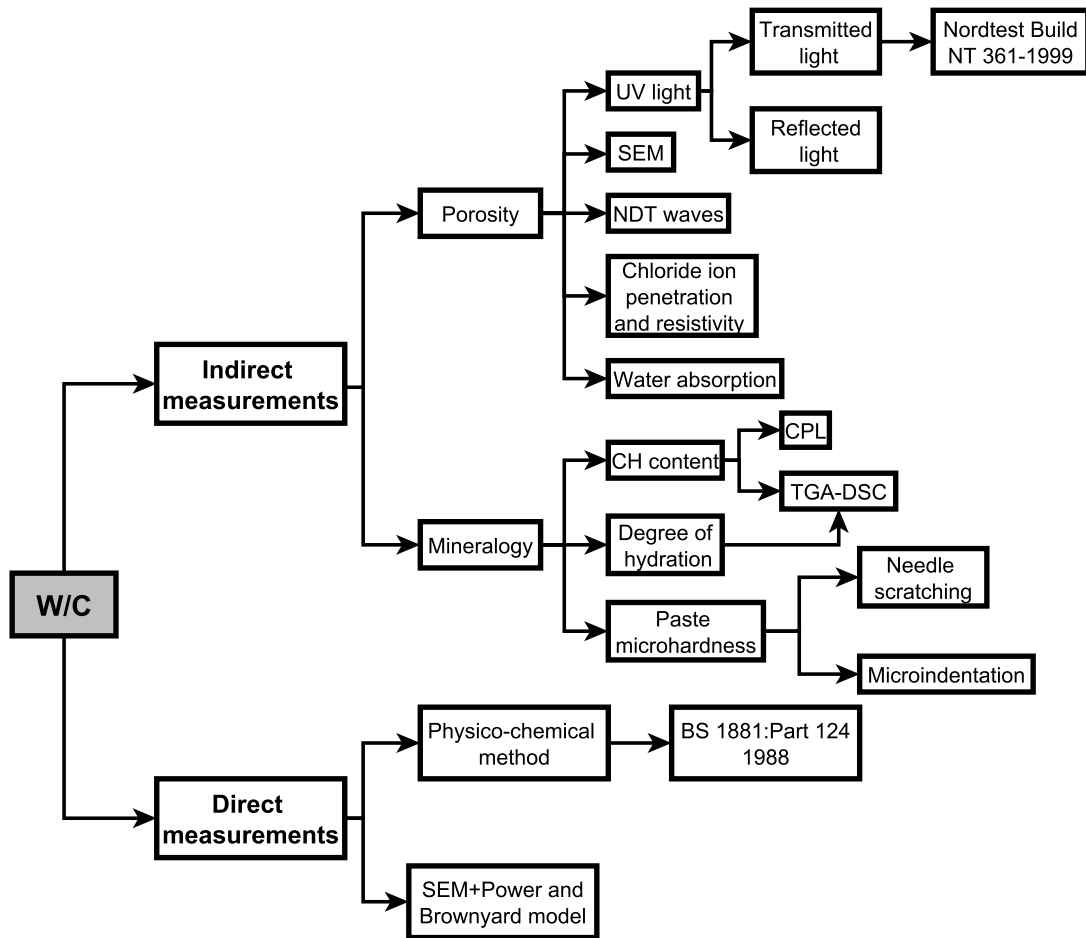 W/C
Indirect
measurements
Porosity
UV light
Transmitted
light
Nordtest Build
NT 361-1999
Reflected
light
SEM
NDT waves
Chloride ion
penetration
and resistivity
Water absorption
Mineralogy
CH content
CPL
TGA-DSC
Degree of
hydration
Paste
microhardness
Needle
scratching
Microindentation
Direct
measurements
Physico-chemical
method
BS 1881:Part 124
1988
SEM+Power and
Brownyard model